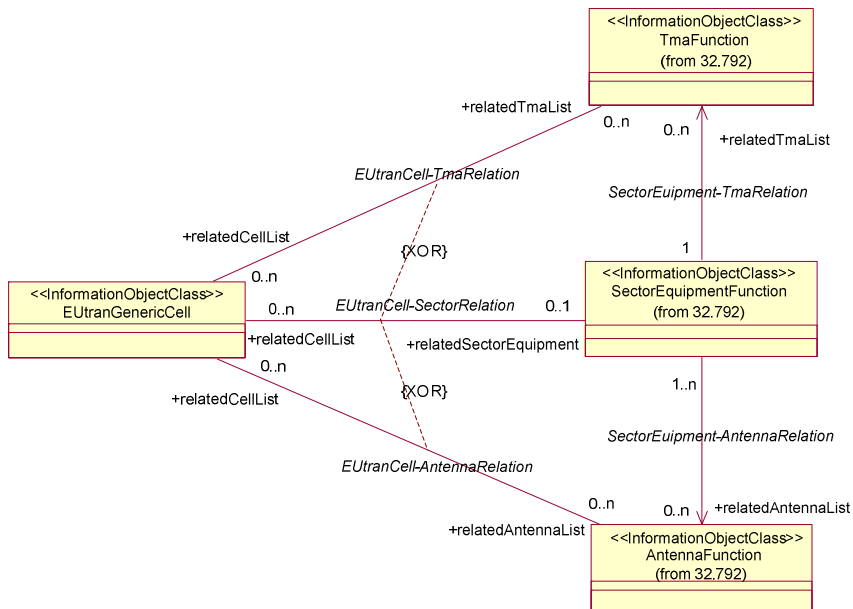 <<InformationObjectClass>>
TmaFunction
(from 32.792)
+relatedTmaList
0..n
0..n
+relatedTmaList
EUtranCell-TmaRelation
SectorEuipment-TmaRelation
+relatedCellList
{XOR}
1
0..n
<<InformationObjectClass>>
SectorEquipmentFunction
(from 32.792)
<<InformationObjectClass>>
EUtranGenericCell
0..n
EUtranCell-SectorRelation
0..1
+relatedCellList
+relatedSectorEquipment
0..n
+relatedCellList
{XOR}
1..n
SectorEuipment-AntennaRelation
EUtranCell-AntennaRelation
0..n
0..n
+relatedAntennaList
+relatedAntennaList
<<InformationObjectClass>>
AntennaFunction
(from 32.792)